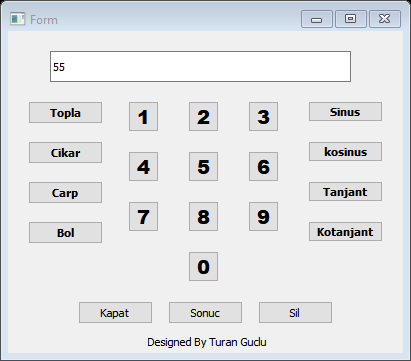 Form
55
Topla 1 2 3 Sinus
Cikar 4 5 6 kosinus
Carp 7 8 9 Tanjant
Bol 0 Kotanjant
Kapat Sonuc Sil
Designed By Turan Guclu